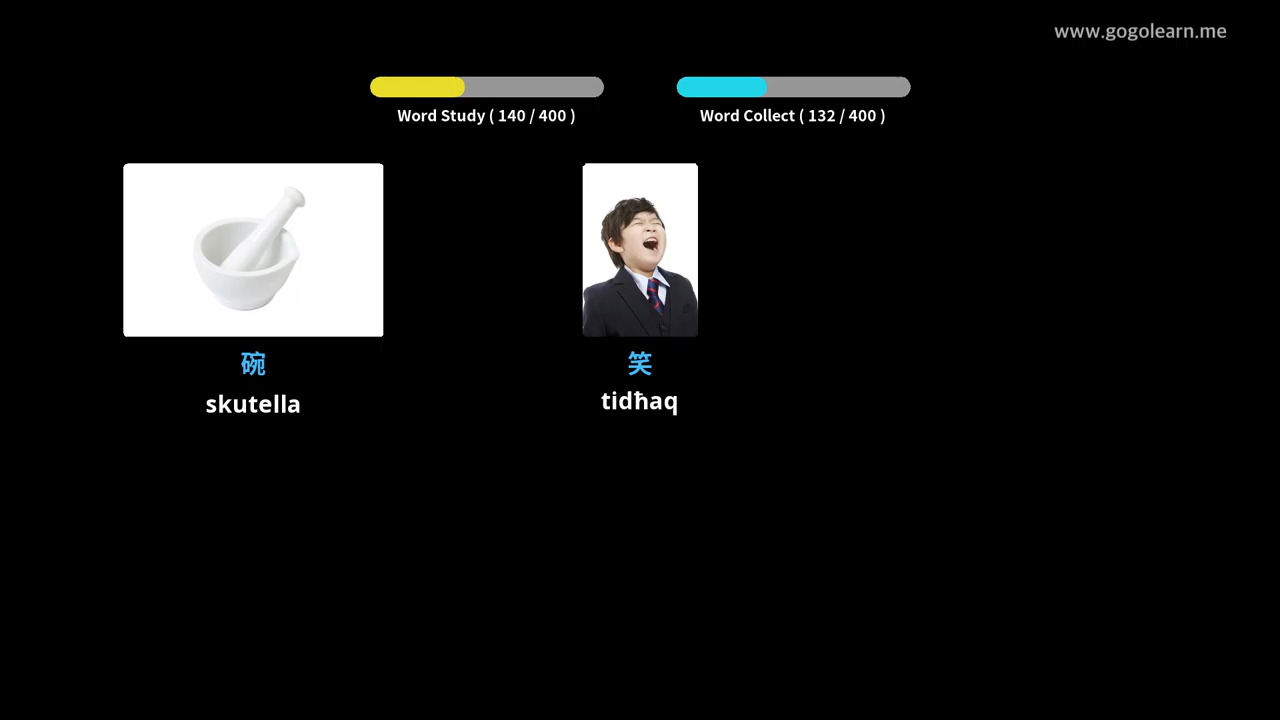 www.gogolearn.me
Word Study ( 140 / 400 )
Word Collect ( 132 / 400 )
碗
skutella
笑
tidħaq